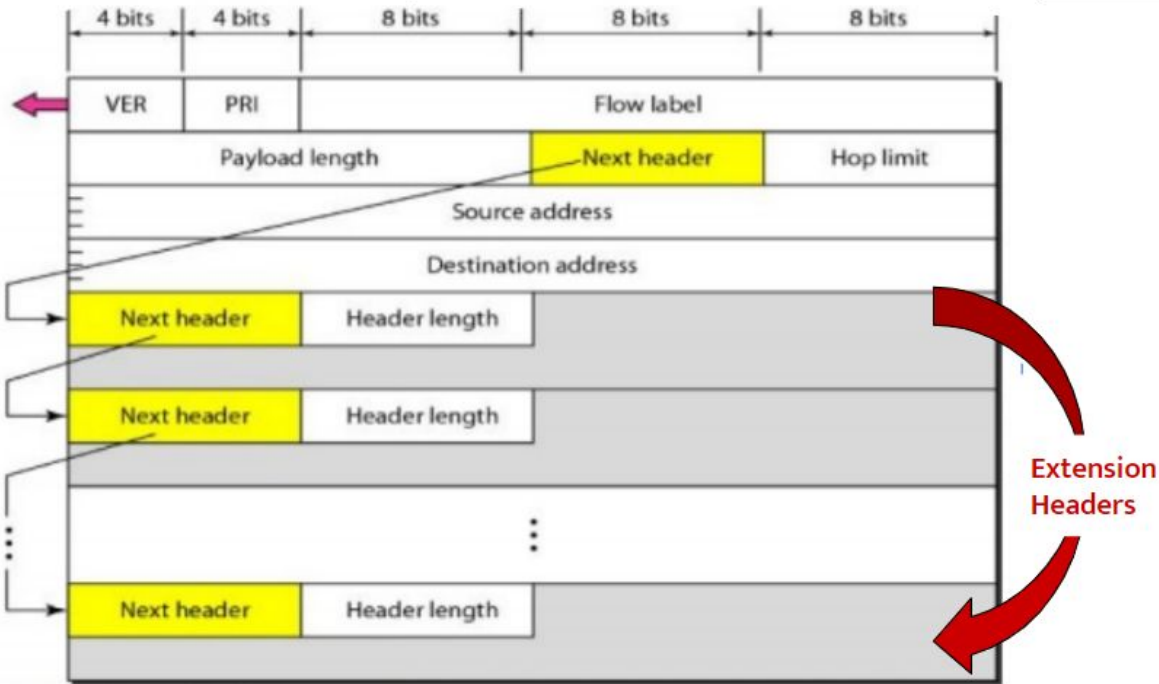 4 bits 4 bits 8 bits 8 bits 8 bits
VER PRI Flow label
Payload length Next header Hop limit
Source address
Destination address
Next header Header length
Next header Header length
Extension
Headers
Next header Header length